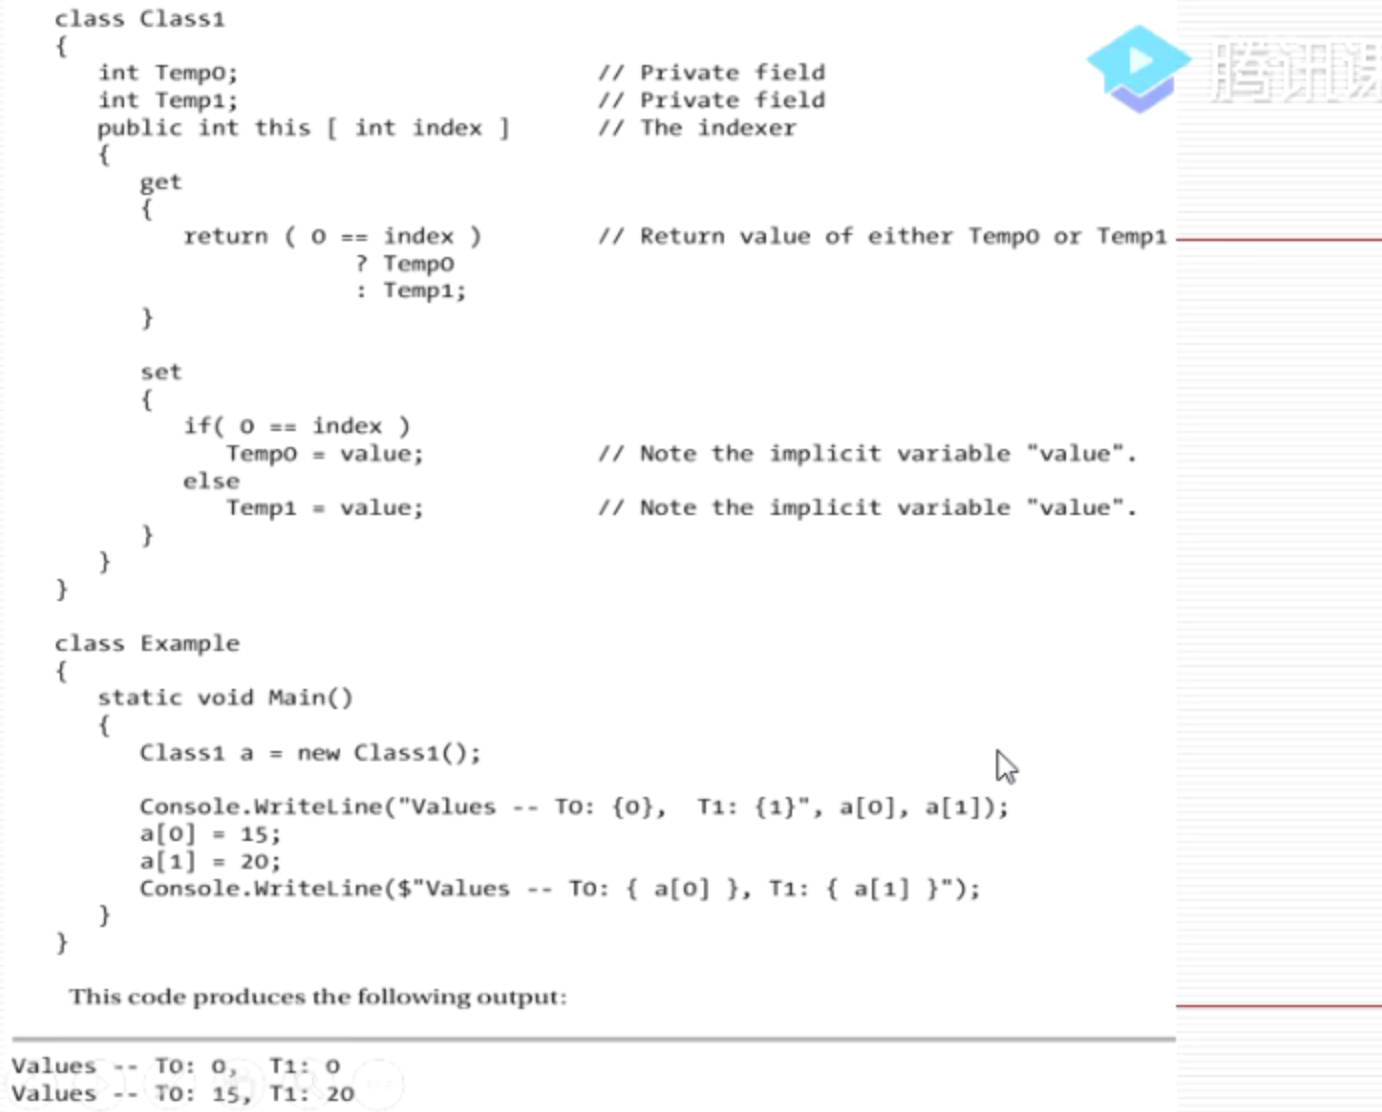 class Class1
{
int Temp0; // Private field
int Temp1; // Private field
public int this [ int index ] // The indexer
{
get
{
return ( 0 == index ) // Return value of either Temp0 or Temp1
? Temp0
: Temp1;
}
set
{
if( 0 == index )
Temp0 = value; // Note the implicit variable "value".
else
Temp1 = value; // Note the implicit variable "value".
}
}
}
class Example
{
static void Main()
{
Class1 a = new Class1();
Console.WriteLine("Values -- T0: {0},  T1: {1}", a[0], a[1]);
a[0] = 15;
a[1] = 20;
Console.WriteLine($"Values -- T0: { a[0] }, T1: { a[1] }");
}
}
This code produces the following output:
Values -- T0: 0,  T1: 0
Values -- T0: 15, T1: 20
腾讯课